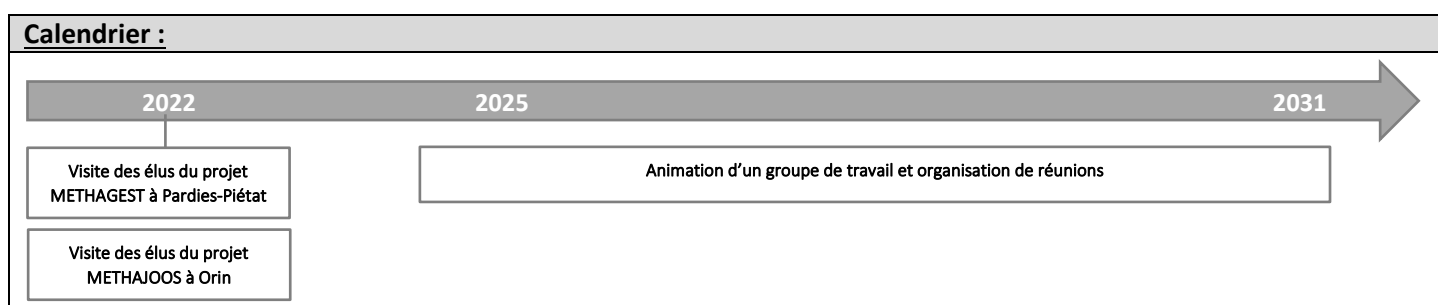 Calendrier :
2022 2025 2031
Visite des élus du projet
METHAGEST à Pardies-Piétat
Animation d'un groupe de travail et organisation de réunions
Visite des élus du projet
METHAJOOS à Orin